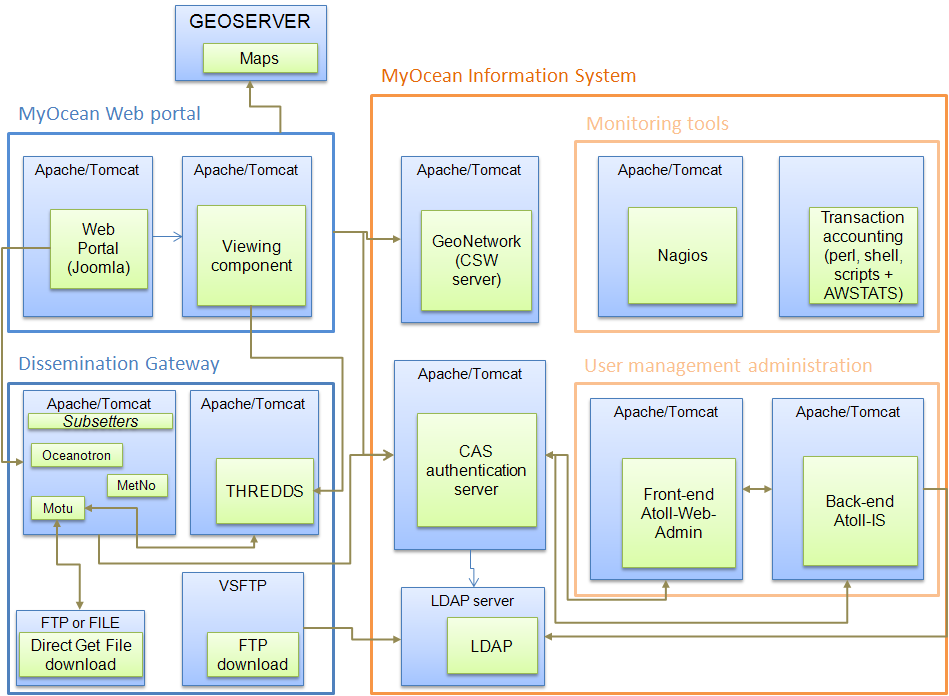 GEOSERVER
Maps
MyOcean Information System
MyOcean Web portal
Monitoring tools
Apache/Tomcat
Web
Portal
(Joomla)
Apache/Tomcat
Viewing
component
Apache/Tomcat
GeoNetwork
(CSW
server)
Apache/Tomcat
Nagios
Transaction
accounting
(perl, shell,
scripts +
AWSTATS)
Dissemination Gateway
User management administration
Apache/Tomcat
Subsetters
Oceanotron
MetNo
Motu
Apache/Tomcat
THREDDS
Apache/Tomcat
CAS
authentication
server
Apache/Tomcat
Front-end
Atoll-Web-
Admin
Apache/Tomcat
Back-end
Atoll-IS
FTP or FILE
Direct Get File
download
VSFTP
FTP
download
LDAP server
LDAP